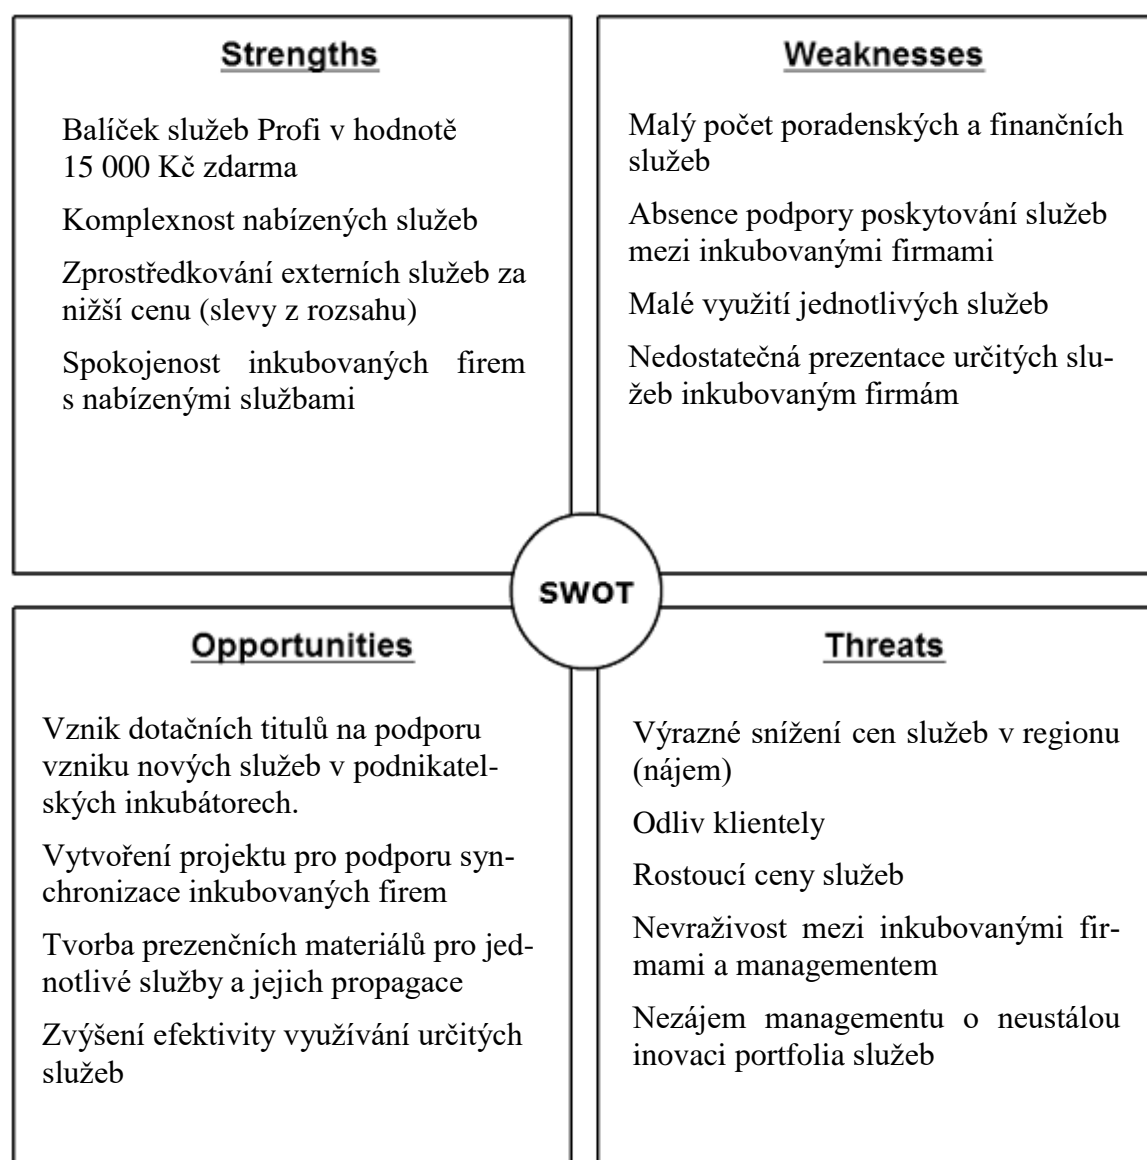 Strengths
Balíček služeb Profi v hodnotě
15 000 Kč zdarma
Komplexnost nabízených služeb
Zprostředkování externích služeb za
nižší cenu (slevy z rozsahu)
Spokojenost inkubovaných firem
s nabízenými službami
Weaknesses
Malý počet poradenských a finančních
služeb
Absence podpory poskytování služeb
mezi inkubovanými firmami
Malé využití jednotlivých služeb
Nedostatečná prezentace určitých slu-
žeb inkubovaným firmám
SWOT
Opportunities
Vznik dotačních titulů na podporu
vzniku nových služeb v podnikatel-
ských inkubátorech.
Vytvoření projektu pro podporu syn-
chronizace inkubovaných firem
Tvorba prezenčních materiálů pro jed-
notlivé služby a jejich propagace
Zvýšení efektivity využívání určitých
služeb
Threats
Výrazné snížení cen služeb v regionu
(nájem)
Odliv klientely
Rostoucí ceny služeb
Nevraživost mezi inkubovanými fir-
mami a managementem
Nezájem managementu o neustálou
inovaci portfolia služeb